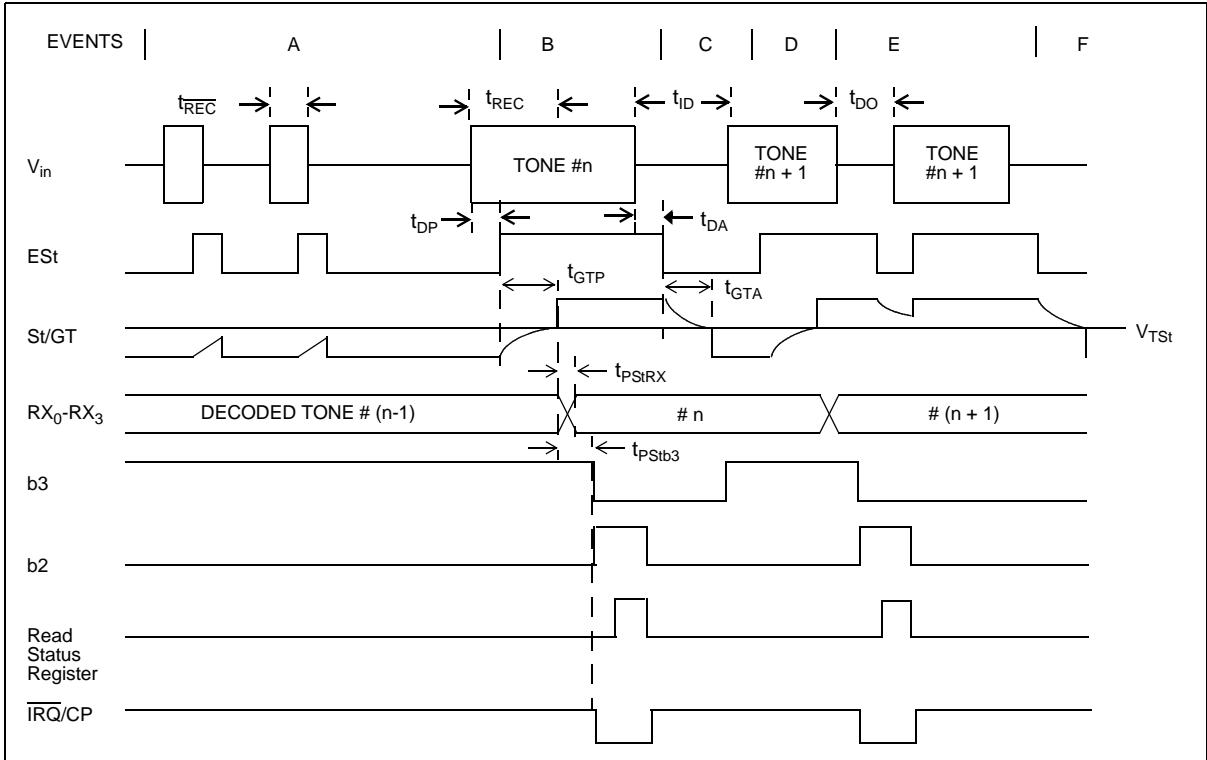 EVENTS A B C D E F
tREC tREC tID tDO
Vin TONE #n TONE #n + 1 TONE #n + 1
tDP tDA
ESt
tGTP tGTA
St/GT VTSt
tPStRX
RX0-RX3 DECODED TONE # (n-1) # n # (n + 1)
tPStb3
b3
b2
Read
Status
Register
IRQ/CP